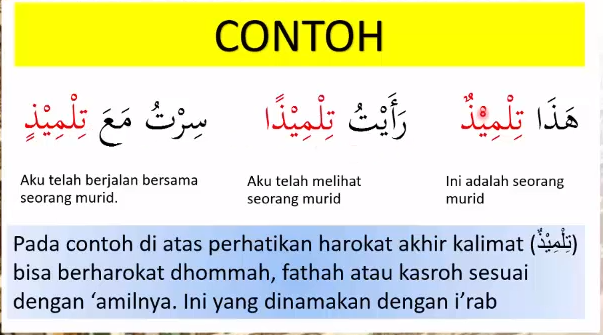 CONTOH
هَذَا تِلْمِيْذٌ
رَأَيْتُ تِلْمِيْذًا
سِرْتُ مَعَ تِلْمِيْذٍ
Ini adalah seorang
murid
Aku telah melihat
seorang murid
Aku telah berjalan bersama
seorang murid.
Pada contoh di atas perhatikan harokat akhir kalimat (تِلْمِيْذٌ)
bisa berharokat dhommah, fathah atau kasroh sesuai
dengan ‘amilnya. Ini yang dinamakan dengan i’rab